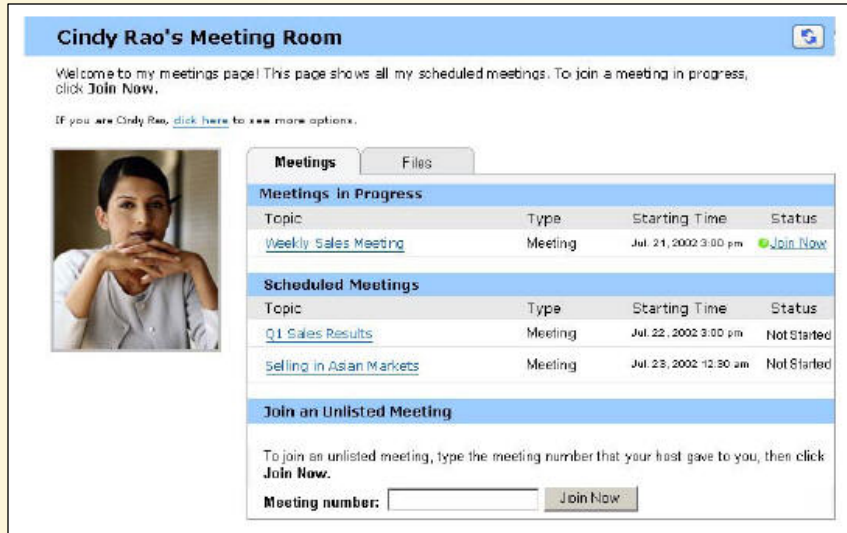 Cindy Rao's Meeting Room
Welcome to my meetings page! This page shows all my scheduled meetings. To join a meeting in progress,
click Join Now.
If you are Cindy Rao, click here to see more options.
Meetings Files
Meetings in Progress
Topic Type Starting Time Status
Weekly Sales Meeting Meeting Jul. 21, 2002 3:00 pm Join Now
Scheduled Meetings
Topic Type Starting Time Status
Q1 Sales Results Meeting Jul. 22, 2002 3:00 pm Not Started
Selling in Asian Markets Meeting Jul. 23, 2002 12:30 am Not Started
Join an Unlisted Meeting
To join an unlisted meeting, type the meeting number that your host gave to you, then click
Join Now.
Meeting number: Join Now